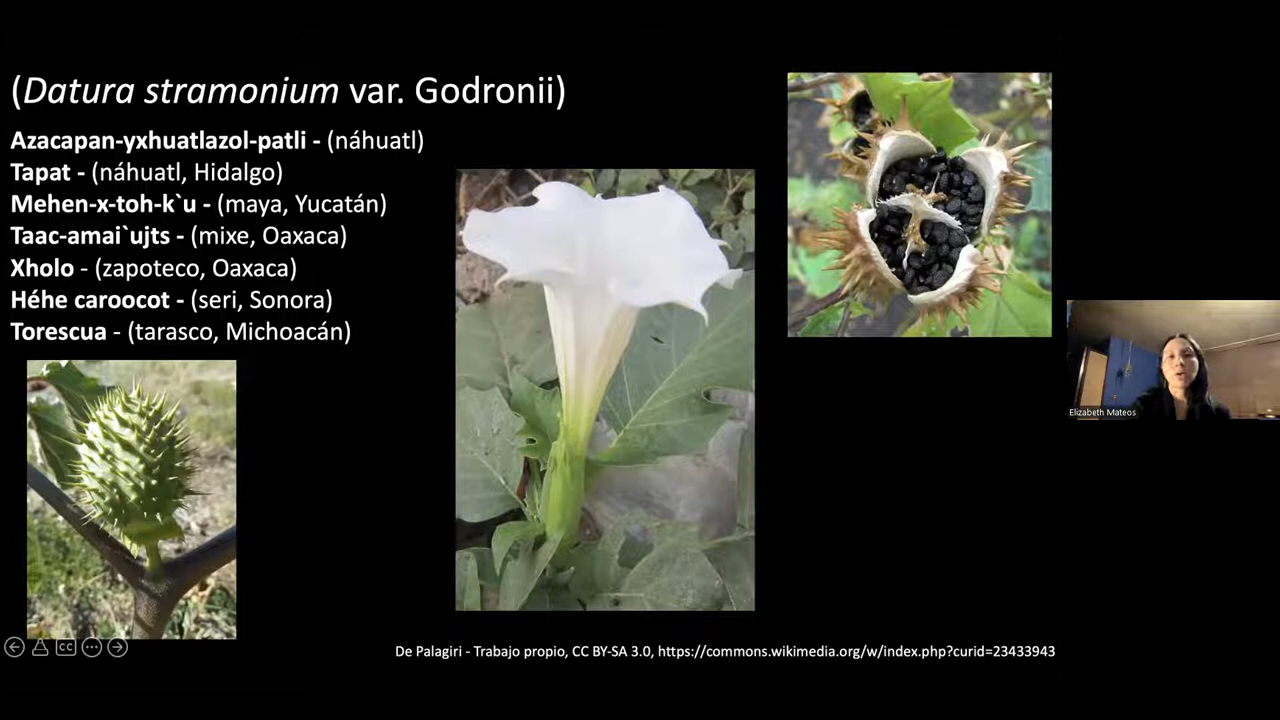 (Datura stramonium var. Godronii)
Azacapan-yxhuatlazol-patli - (náhuatl)
Tapat - (náhuatl, Hidalgo)
Mehen-x-toh-k`u - (maya, Yucatán)
Taac-amai`ujts - (mixe, Oaxaca)
Xholo - (zapoteco, Oaxaca)
Héhe caroocot - (seri, Sonora)
Torescua - (tarasco, Michoacán)
Elizabeth Mateos
CC
De Palagiri - Trabajo propio, CC BY-SA 3.0, https://commons.wikimedia.org/w/index.php?curid=23433943